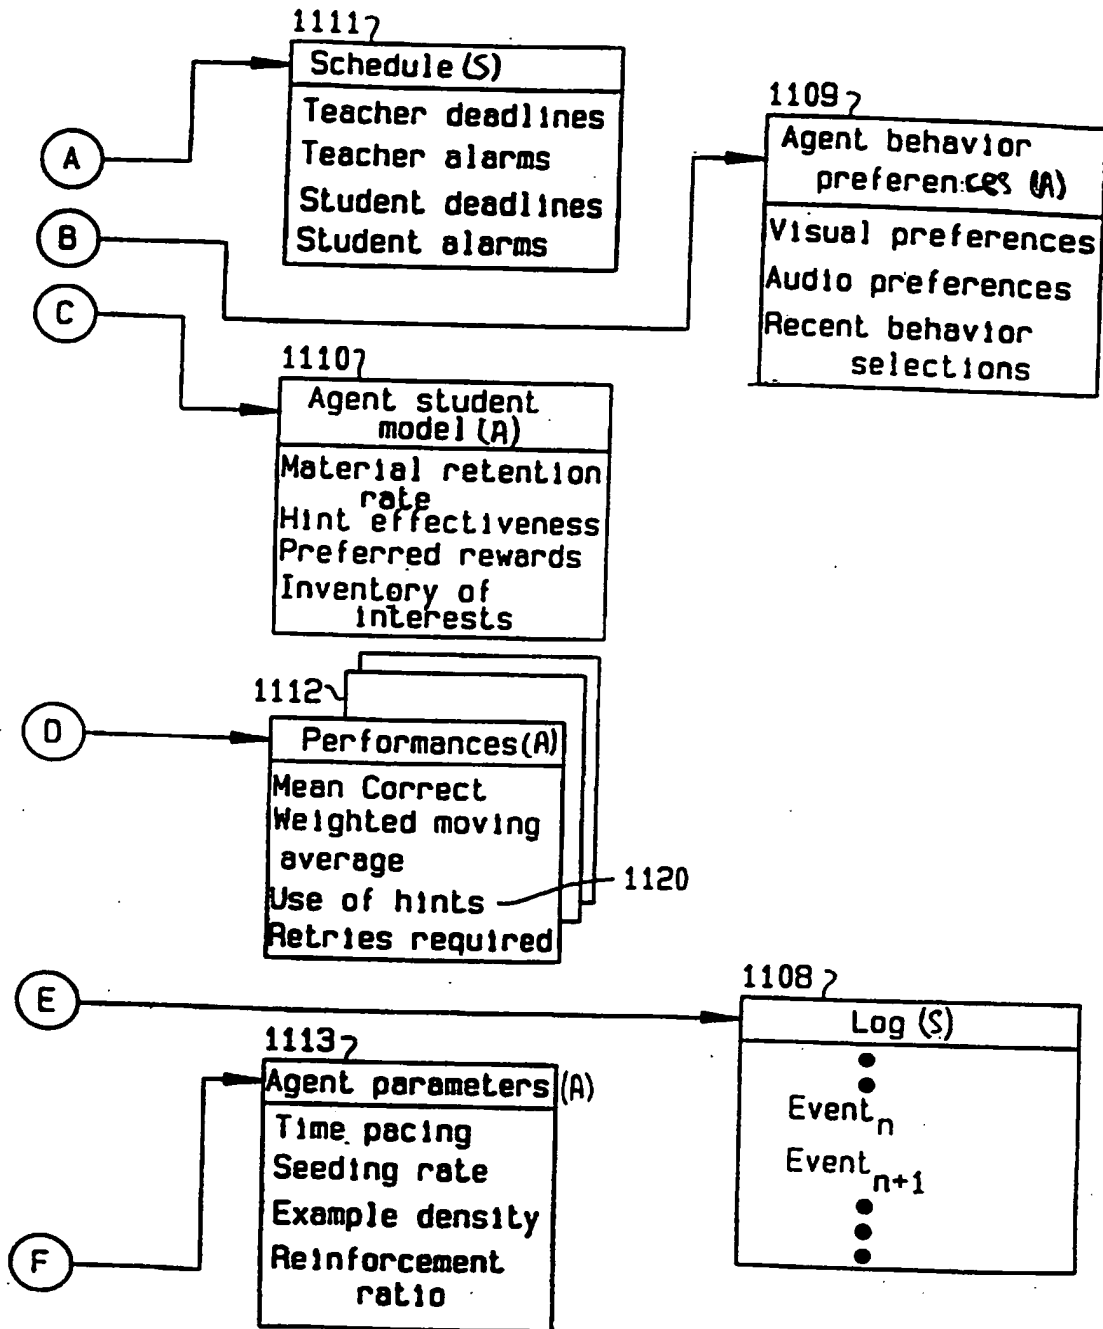 1111
Schedule (S)
Teacher deadlines
Teacher alarms
Student deadlines
Student alarms
A
B
C
1109
Agent behavior
preferences (A)
Visual preferences
Audio preferences
Recent behavior
selections
1110
Agent student
model (A)
Material retention
rate
Hint effectiveness
Preferred rewards
Inventory of
interests
D
1112
Performances (A)
Mean Correct
Weighted moving
average
Use of hints
1120
Retries required
E
1108
Log (S)
Event n
Event n+1
1113
Agent parameters (A)
Time pacing
Seeding rate
Example density
Reinforcement
ratio
F